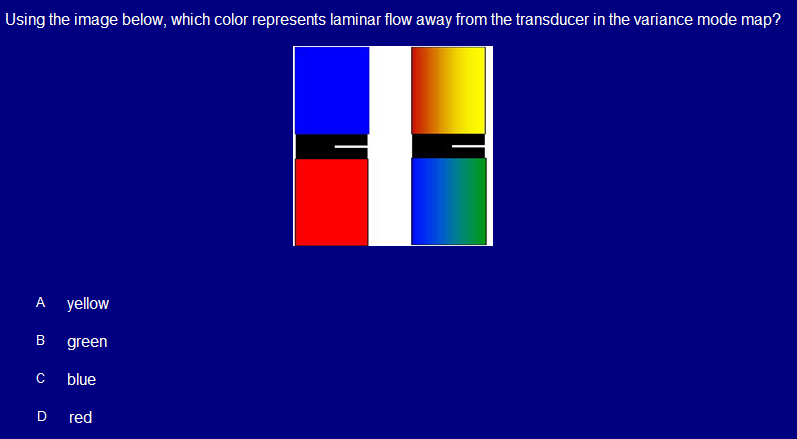 Using the image below, which color represents laminar flow away from the transducer in the variance mode map?
A yellow
B green
C blue
D red